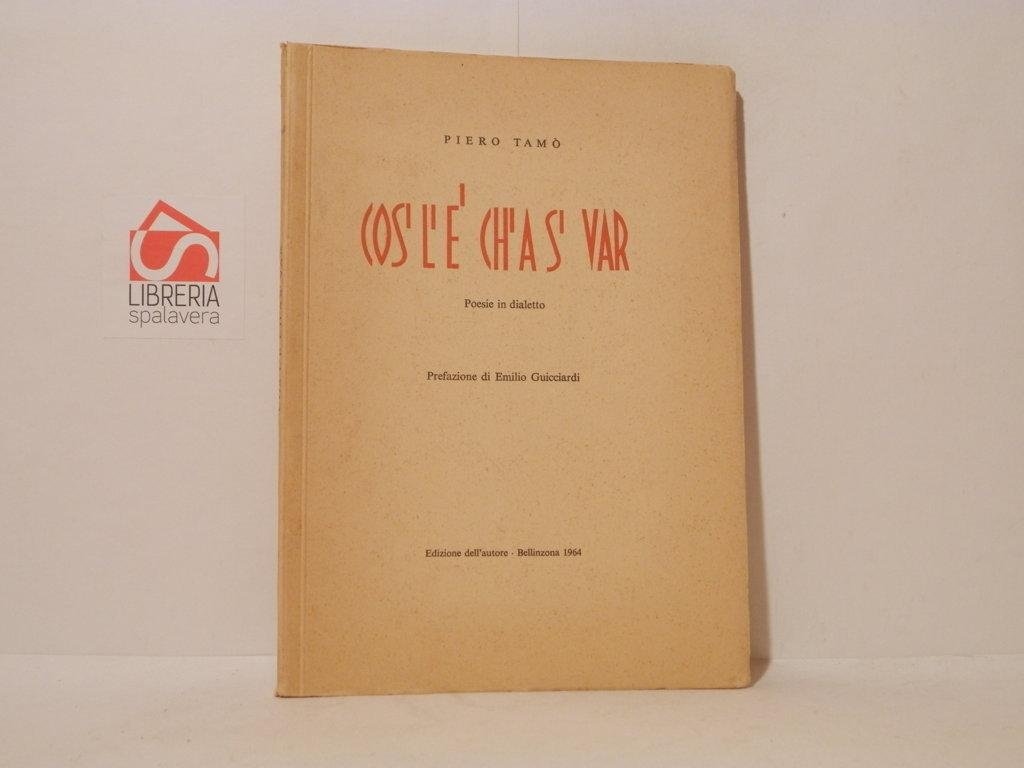 PIERO TAMÒ
COS' L'È CH'A S' VAR
Poesie in dialetto
Prefazione di Emilio Guicciardi
Edizione dell'autore - Bellinzona 1964
LIBRERIA
spalavera